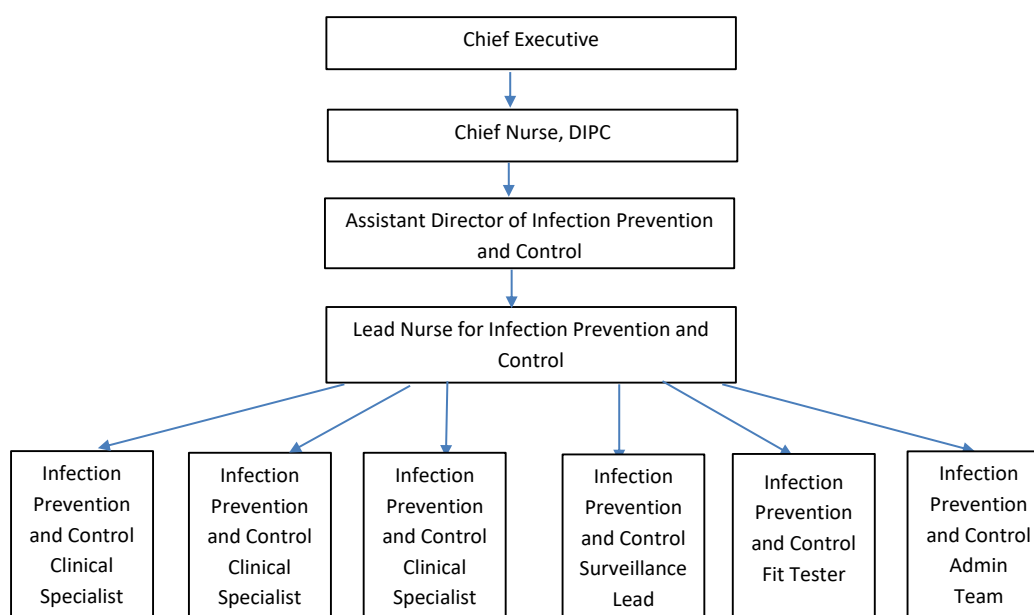 Chief Executive
Chief Nurse, DIPC
Assistant Director of Infection Prevention
and Control
Lead Nurse for Infection Prevention and
Control
Infection
Prevention
and Control
Clinical
Specialist
Infection
Prevention
and Control
Clinical
Specialist
Infection
Prevention
and Control
Clinical
Specialist
Infection
Prevention
and Control
Surveillance
Lead
Infection
Prevention
and Control
Fit Tester
Infection
Prevention
and Control
Admin
Team